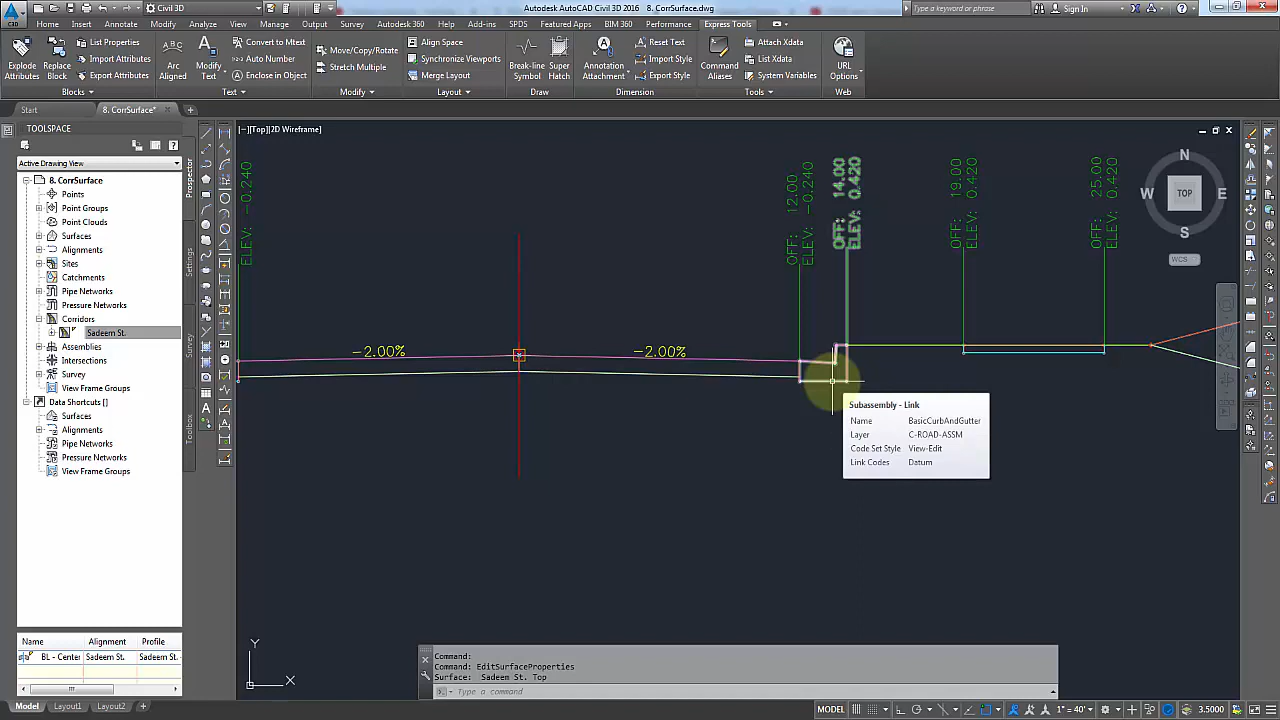 Civil 3D
Autodesk AutoCAD Civil 3D 2016 8. CorrSurface.dwg
Type a keyword or phrase
Sign In
Home Insert Annotate Modify Analyze View Manage Output Survey Autodesk 360 Help Add-ins SPDS Featured Apps BIM 360 Performance Express Tools
Explode Attributes
Replace Block
List Properties
Import Attributes
Export Attributes
Blocks
Arc Aligned
Modify Text
Convert to Mtext
Auto Number
Enclose in Object
Text
Move/Copy/Rotate
Stretch Multiple
Modify
Align Space
Synchronize Viewports
Merge Layout
Layout
Break-line Symbol
Super Hatch
Draw
Annotation Attachment
Reset Text
Import Style
Export Style
Dimension
Command Aliases
Attach Xdata
List Xdata
System Variables
Tools
URL Options
Web
Start
8. CorrSurface*
TOOLSPACE
Active Drawing View
8. CorrSurface
Points
Point Groups
Point Clouds
Surfaces
Alignments
Sites
Catchments
Pipe Networks
Pressure Networks
Corridors
Sadeem St.
Assemblies
Intersections
Survey
View Frame Groups
Data Shortcuts []
Surfaces
Alignments
Pipe Networks
Pressure Networks
View Frame Groups
Name Alignment Profile
BL - Center Sadeem St. Sadeem St. -
Prospector
Settings
Survey
Toolbox
[−][Top][2D Wireframe]
ELEV: −0.240
OFF: 12.00
ELEV: −0.240
OFF: 14.00
ELEV: 0.420
OFF: 19.00
ELEV: 0.420
OFF: 25.00
ELEV: 0.420
−2.00%
−2.00%
N
W TOP E
S
WCS
Subassembly - Link
Name BasicCurbAndGutter
Layer C-ROAD-ASSM
Code Set Style View-Edit
Link Codes Datum
Y
X
Command:
Command: EditSurfaceProperties
Surface: Sadeem St. Top
Type a command
Model Layout1 Layout2 +
MODEL
1" = 40'
3.5000